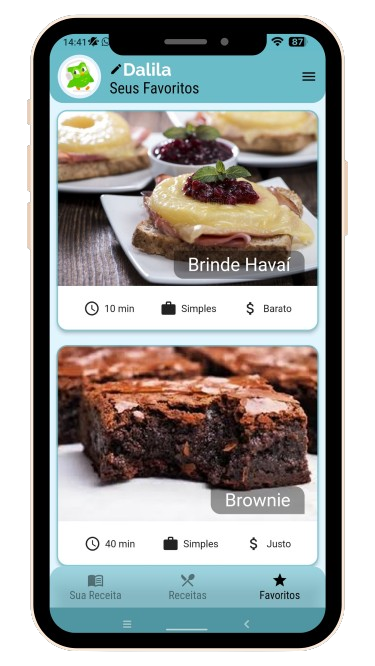 14:41
87
Dalila
Seus Favoritos
Brinde Havaí
10 min Simples Barato
Brownie
40 min Simples Justo
Sua Receita Receitas Favoritos